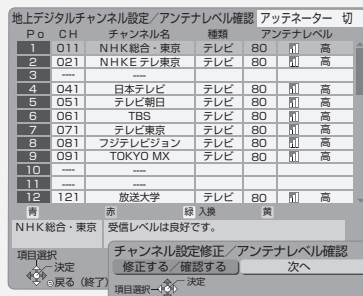 地上デジタルチャンネル設定／アンテナレベル確認 アッテネーター 切
Po CH チャンネル名 種類 アンテナレベル
1 011 NHK総合・東京 テレビ 80 高
2 021 NHKEテレ東京 テレビ 80 高
3 ---- ----
4 041 日本テレビ テレビ 80 高
5 051 テレビ朝日 テレビ 80 高
6 061 TBS テレビ 80 高
7 071 テレビ東京 テレビ 80 高
8 081 フジテレビジョン テレビ 80 高
9 091 TOKYO MX テレビ 80 高
10 ---- ----
11 ---- ----
12 121 放送大学 テレビ 80 高
青 赤 緑 入換 黄
NHK総合・東京 受信レベルは良好です。
項目選択
決定
戻る（終了）
チャンネル設定修正／アンテナレベル確認
修正する／確認する 次へ
項目選択 決定